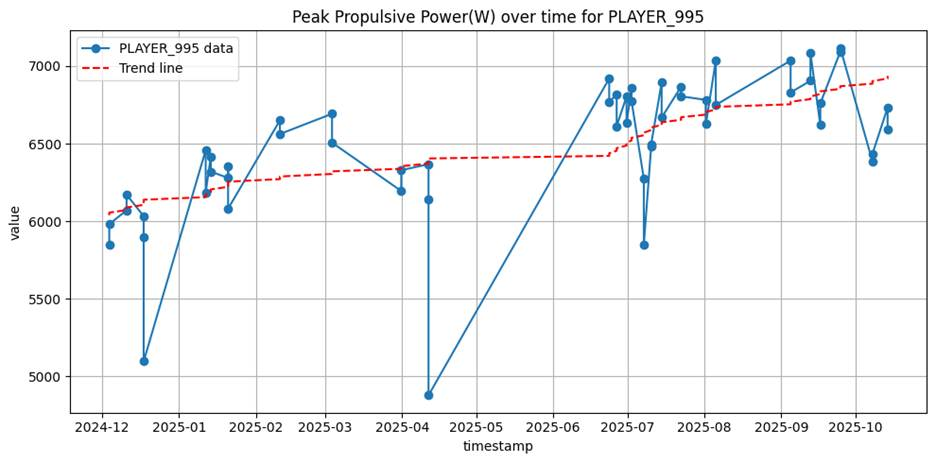 Peak Propulsive Power(W) over time for PLAYER_995
PLAYER_995 data
Trend line
7000
6500
6000
5500
5000
value
2024-12 2025-01 2025-02 2025-03 2025-04 2025-05 2025-06 2025-07 2025-08 2025-09 2025-10
timestamp